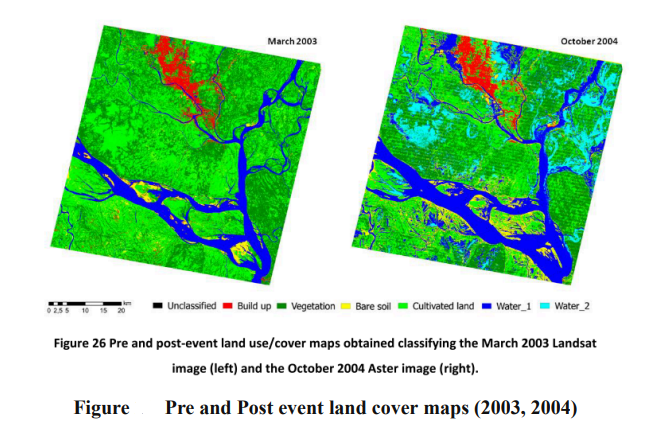 March 2003
October 2004
km
0 2,5 5 10 15 20
Unclassified Build up Vegetation Bare soil Cultivated land Water_1 Water_2
Figure 26 Pre and post-event land use/cover maps obtained classifying the March 2003 Landsat
image (left) and the October 2004 Aster image (right).
Figure Pre and Post event land cover maps (2003, 2004)